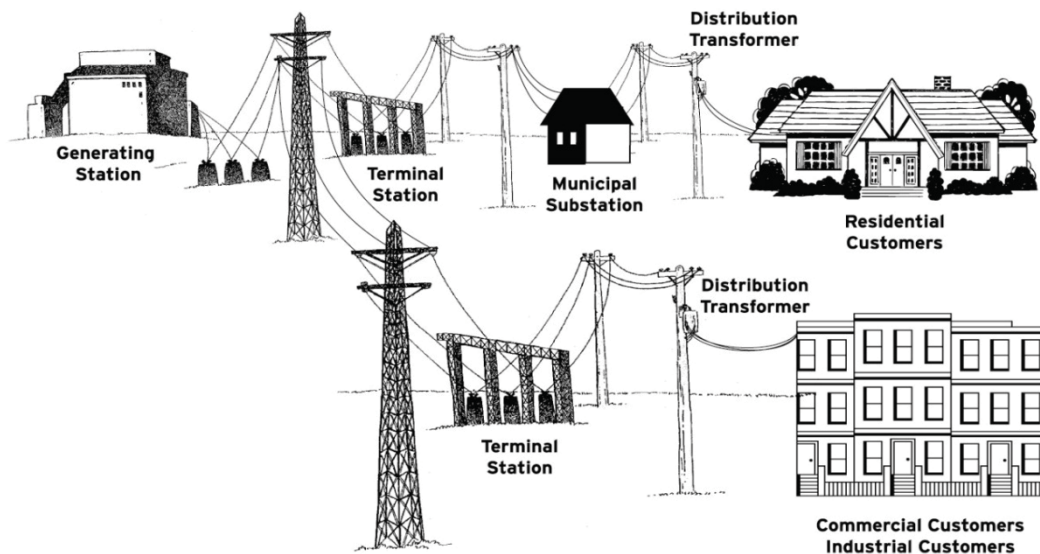 Distribution
Transformer
Generating
Station
Terminal
Station
Municipal
Substation
Residential
Customers
Distribution
Transformer
Terminal
Station
Commercial Customers
Industrial Customers